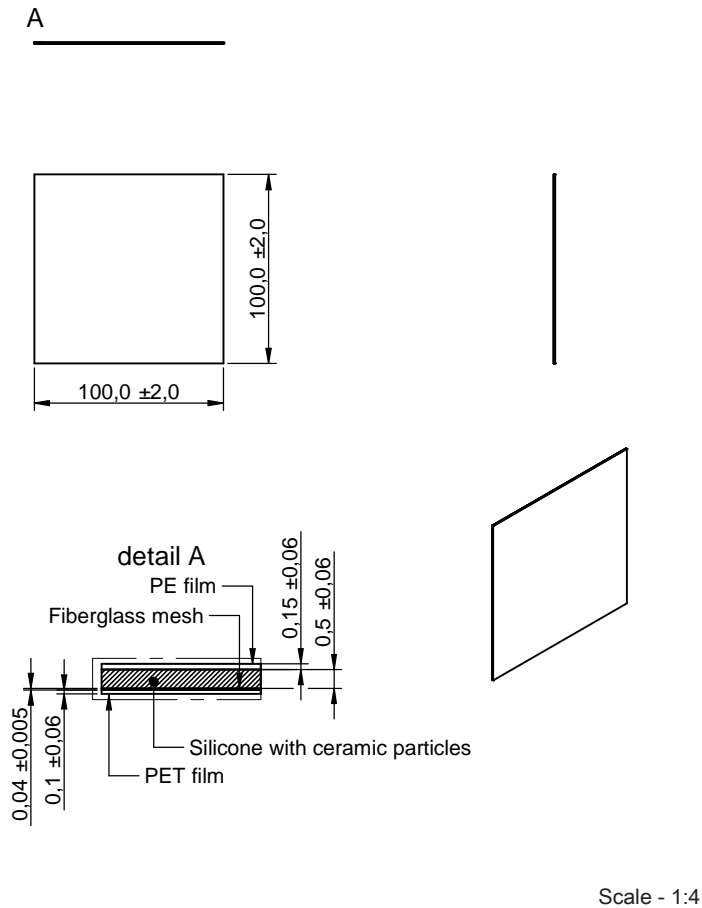 A
100,0 ±2,0
100,0 ±2,0
detail A
PE film
Fiberglass mesh
0,15 ±0,06
0,5 ±0,06
0,04 ±0,005
0,1 ±0,06
Silicone with ceramic particles
PET film
Scale - 1:4